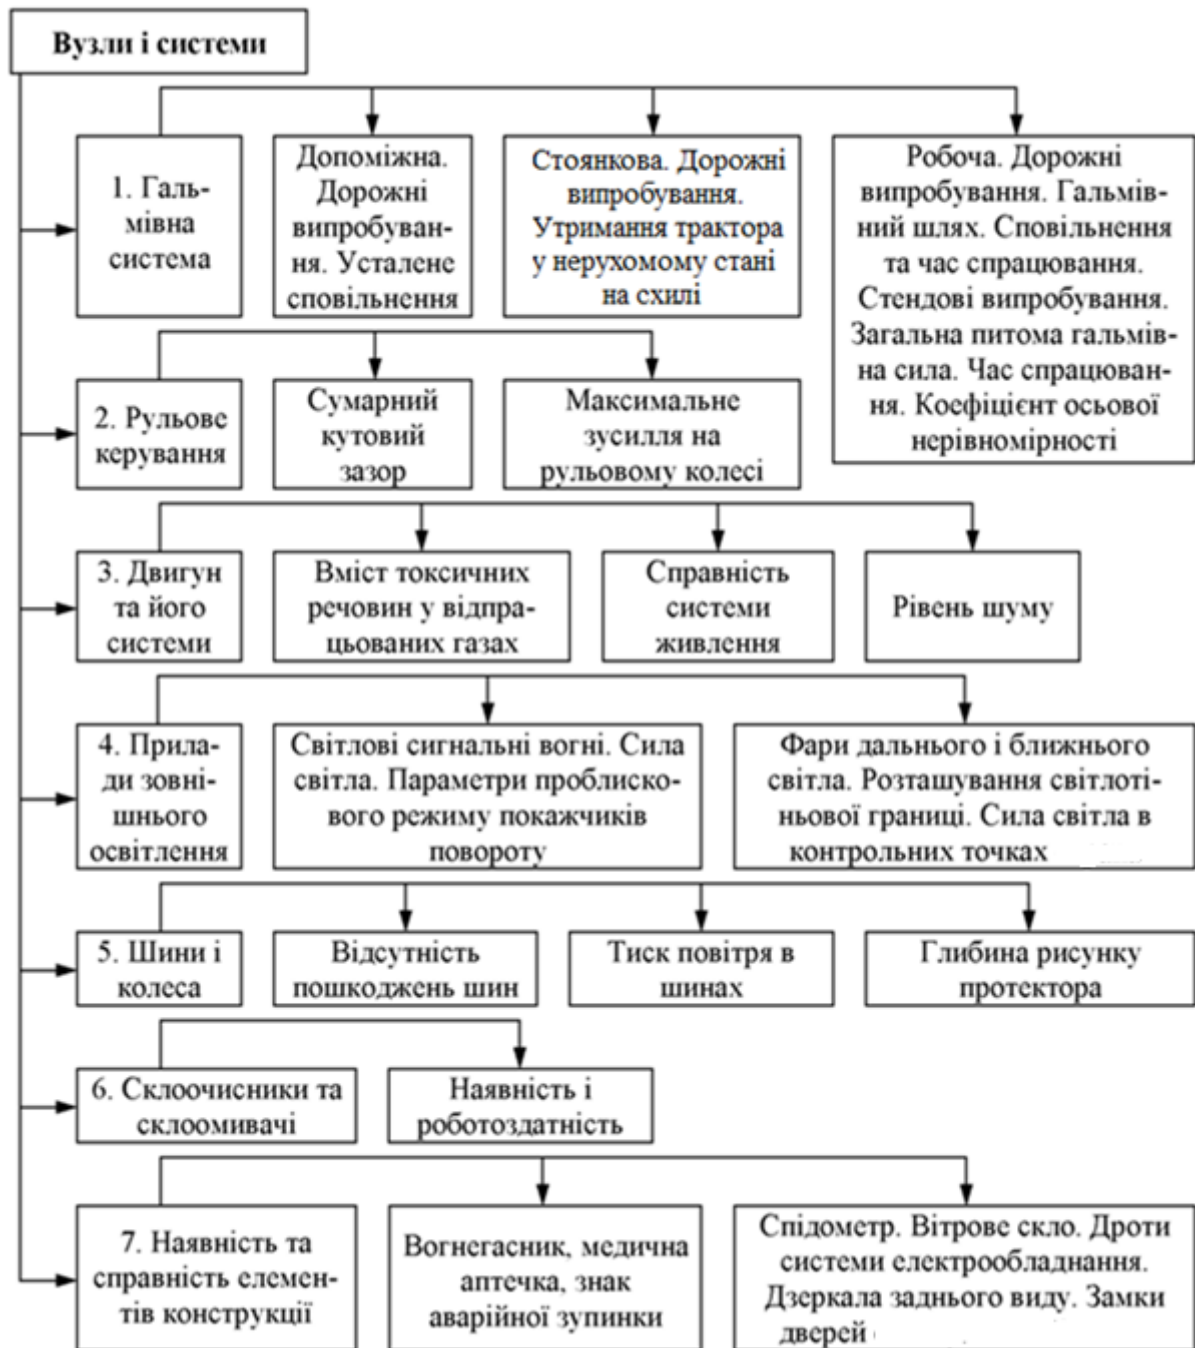 Вузли і системи
1. Галь-
мівна
система
Допоміжна.
Дорожні
випробуван-
ня. Усталене
сповільнення
Стоянкова. Дорожні
випробування.
Утримання трактора
у нерухомому стані
на схилі
Робоча. Дорожні
випробування. Гальмів-
ний шлях. Сповільнення
та час спрацювання.
Стендові випробування.
Загальна питома гальмів-
на сила. Час спрацюван-
ня. Коефіцієнт осьової
нерівномірності
2. Рульове
керування
Сумарний
кутовий
зазор
Максимальне
зусилля на
рульовому колесі
3. Двигун
та його
системи
Вміст токсичних
речовин у відпра-
цьованих газах
Справність
системи
живлення
Рівень шуму
4. Прила-
ди зовні-
шнього
освітлення
Світлові сигнальні вогні. Сила
світла. Параметри проблиско-
вого режиму покажчиків
повороту
Фари дальнього і ближнього
світла. Розташування світлоті-
ньової границі. Сила світла в
контрольних точках
5. Шини і
колеса
Відсутність
пошкоджень шин
Тиск повітря в
шинах
Глибина рисунку
протектора
6. Склоочисники та
склоомивачі
Наявність і
роботоздатність
7. Наявність та
справність елемен-
тів конструкції
Вогнегасник, медична
аптечка, знак
аварійної зупинки
Спідометр. Вітрове скло. Дроти
системи електрообладнання.
Дзеркала заднього виду. Замки
дверей